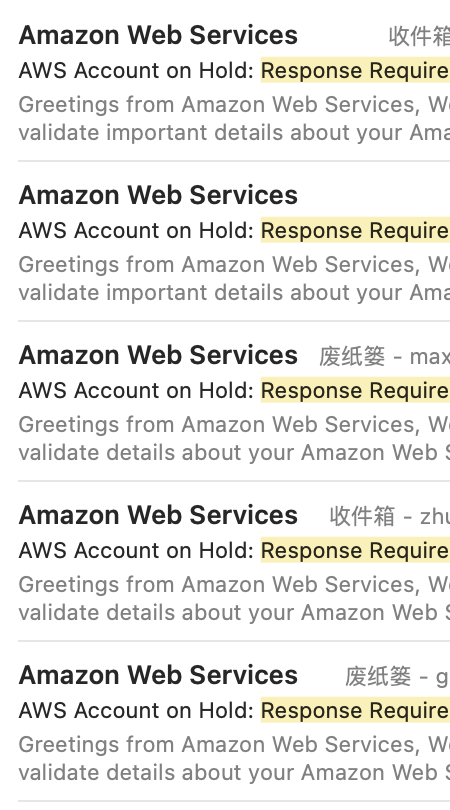 Amazon Web Services 收件箱
AWS Account on Hold: Response Require
Greetings from Amazon Web Services,
validate important details about your Ama
Amazon Web Services
AWS Account on Hold: Response Require
Greetings from Amazon Web Services,
validate important details about your Ama
Amazon Web Services 废纸篓 - max
AWS Account on Hold: Response Require
Greetings from Amazon Web Services,
validate details about your Amazon Web S
Amazon Web Services 收件箱 - zhu
AWS Account on Hold: Response Require
Greetings from Amazon Web Services,
validate details about your Amazon Web S
Amazon Web Services 废纸篓 - g
AWS Account on Hold: Response Require
Greetings from Amazon Web Services,
validate details about your Amazon Web S